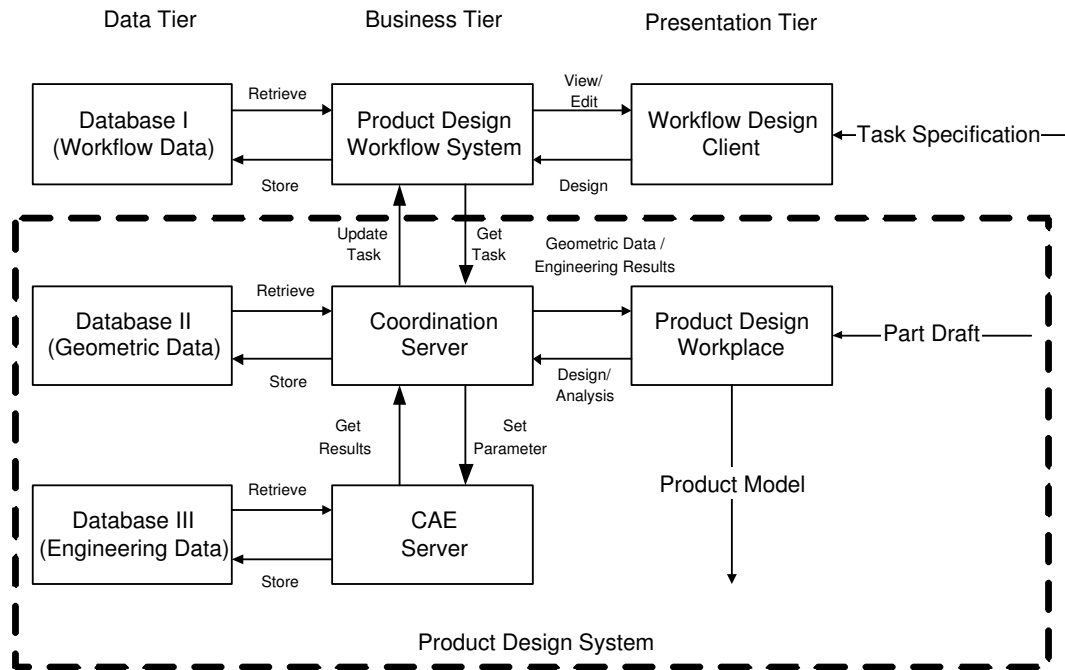 Data Tier
Business Tier
Presentation Tier
Database I
(Workflow Data)
Retrieve
Store
Product Design
Workflow System
View/
Edit
Design
Workflow Design
Client
Task Specification
Update
Task
Get
Task
Geometric Data /
Engineering Results
Database II
(Geometric Data)
Retrieve
Store
Coordination
Server
Design/
Analysis
Product Design
Workplace
Part Draft
Get
Results
Set
Parameter
Product Model
Database III
(Engineering Data)
Retrieve
Store
CAE
Server
Product Design System